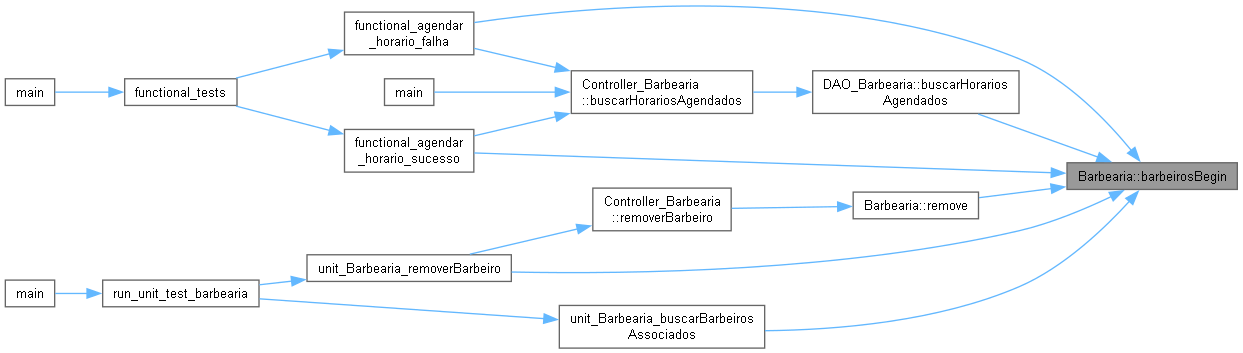 functional_agendar
_horario_falha
main
functional_tests
main
Controller_Barbearia
::buscarHorariosAgendados
DAO_Barbearia::buscarHorarios
Agendados
functional_agendar
_horario_sucesso
Barbearia::barbeirosBegin
Controller_Barbearia
::removerBarbeiro
Barbearia::remove
unit_Barbearia_removerBarbeiro
main
run_unit_test_barbearia
unit_Barbearia_buscarBarbeiros
Associados